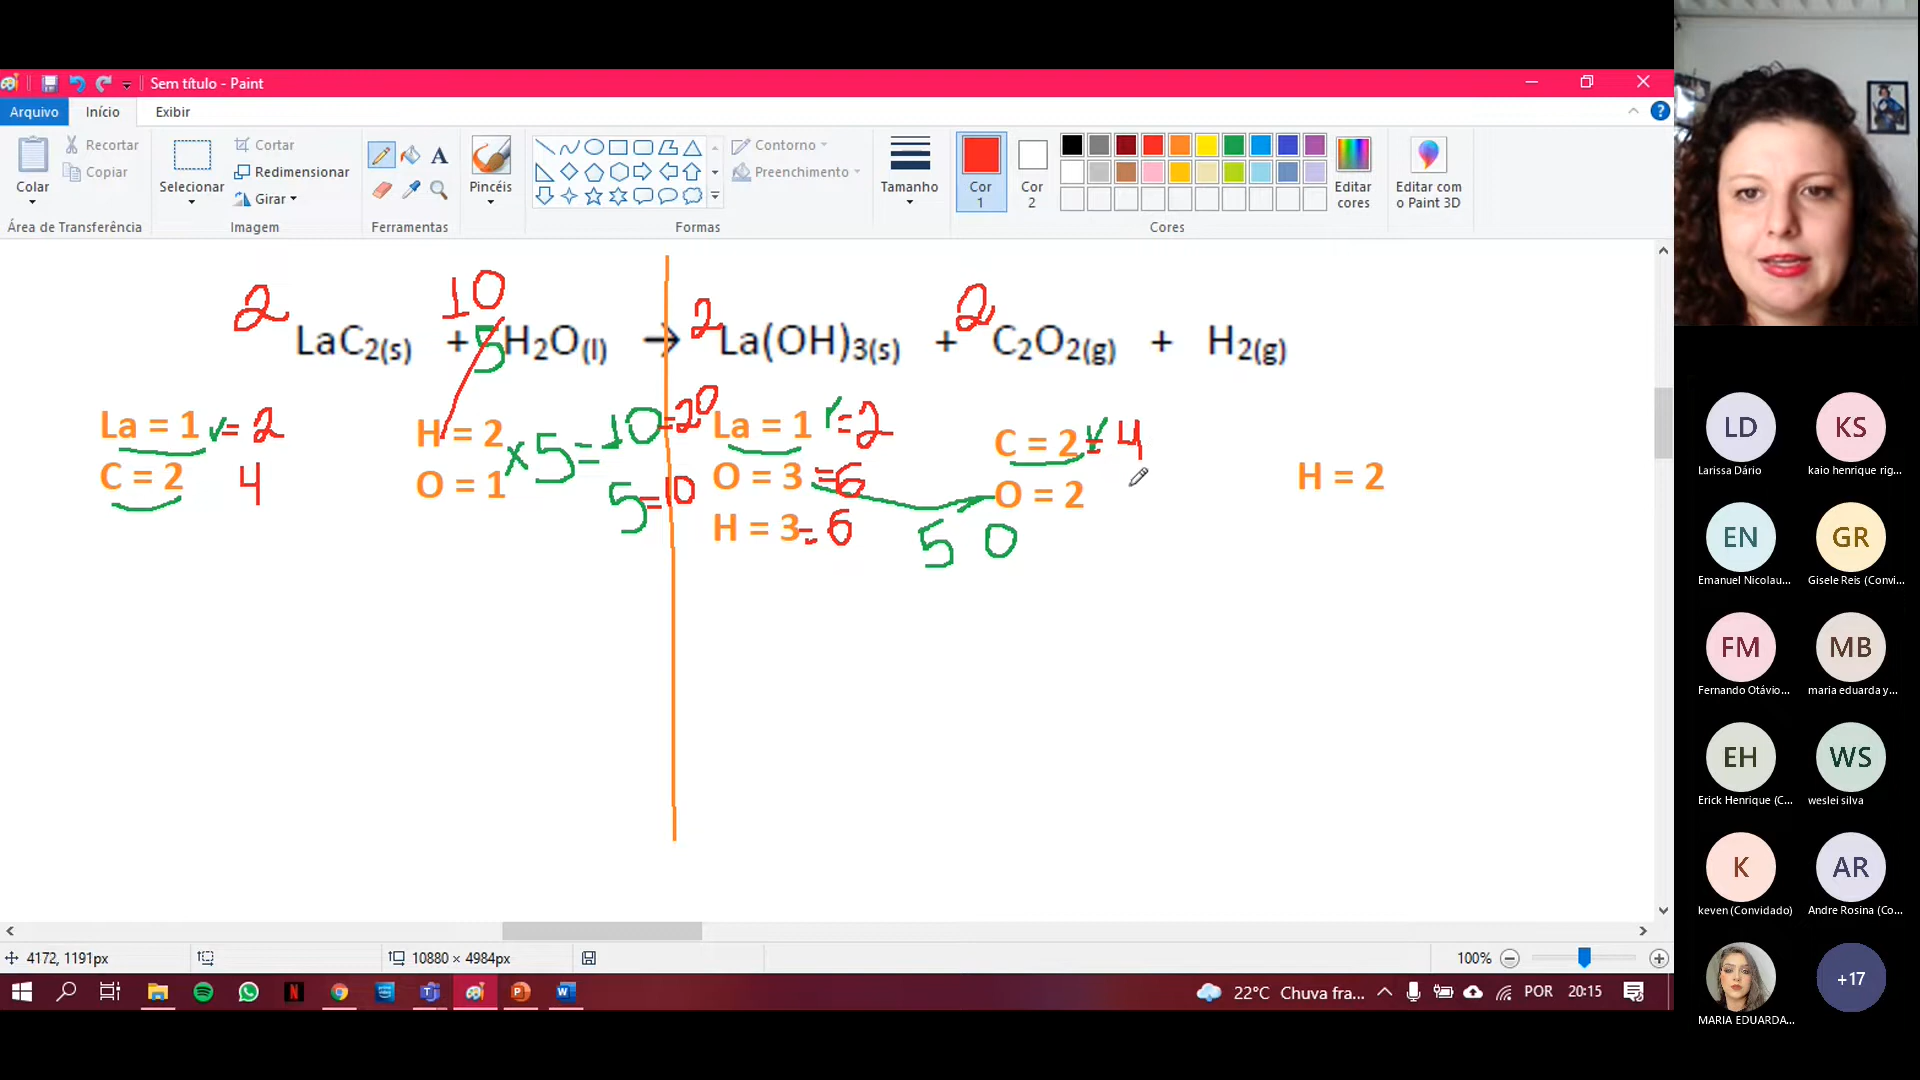 Sem título - Paint
Arquivo Início Exibir
Colar
Recortar
Copiar
Área de Transferência
Selecionar
Cortar
Redimensionar
Girar
Imagem
A
Ferramentas
Pincéis
Formas
Contorno
Preenchimento
Tamanho
Cor 1
Cor 2
Cores
Editar cores
Editar com o Paint 3D
2 10 2 2
LaC2(s) + 5 H2O(l) → La(OH)3(s) + C2O2(g) + H2(g)
La = 1 ✓ = 2
C = 2 4
H = 2
O = 1
x 5 = 10 = 20
5 = 10
La = 1 ✓ = 2
O = 3 = 6
H = 3 = 6
C = 2 ✓ = 4
O = 2
5 O
H = 2
4172, 1191px
10880 × 4984px
100%
22°C Chuva fra...
POR 20:15
LD
Larissa Dário
KS
kaio henrique rig...
EN
Emanuel Nicolau...
GR
Gisele Reis (Convi...
FM
Fernando Otávio...
MB
maria eduarda y...
EH
Erick Henrique (C...
WS
weslei silva
K
keven (Convidado)
AR
Andre Rosina (Co...
MARIA EDUARDA...
+17